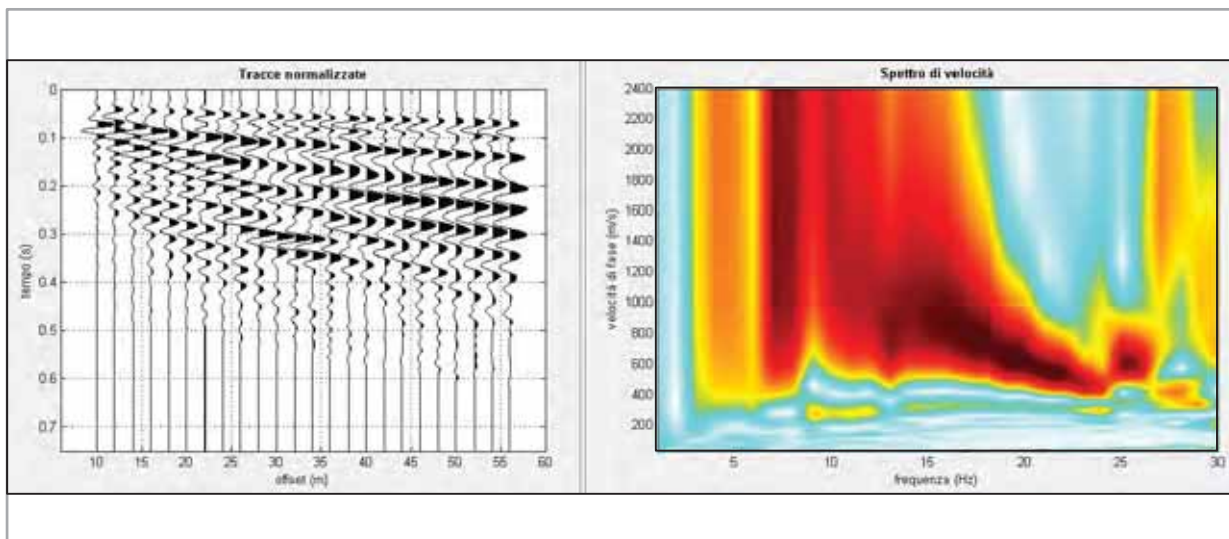 Tracce normalizzate
0
0.1
0.2
0.3
0.4
0.5
0.6
0.7
tempo (s)
10 15 20 25 30 35 40 45 50 55 60
offset (m)
Spettro di velocità
2400
2200
2000
1800
1600
1400
1200
1000
800
600
400
200
velocità di fase (m/s)
5 10 15 20 25 30
frequenza (Hz)